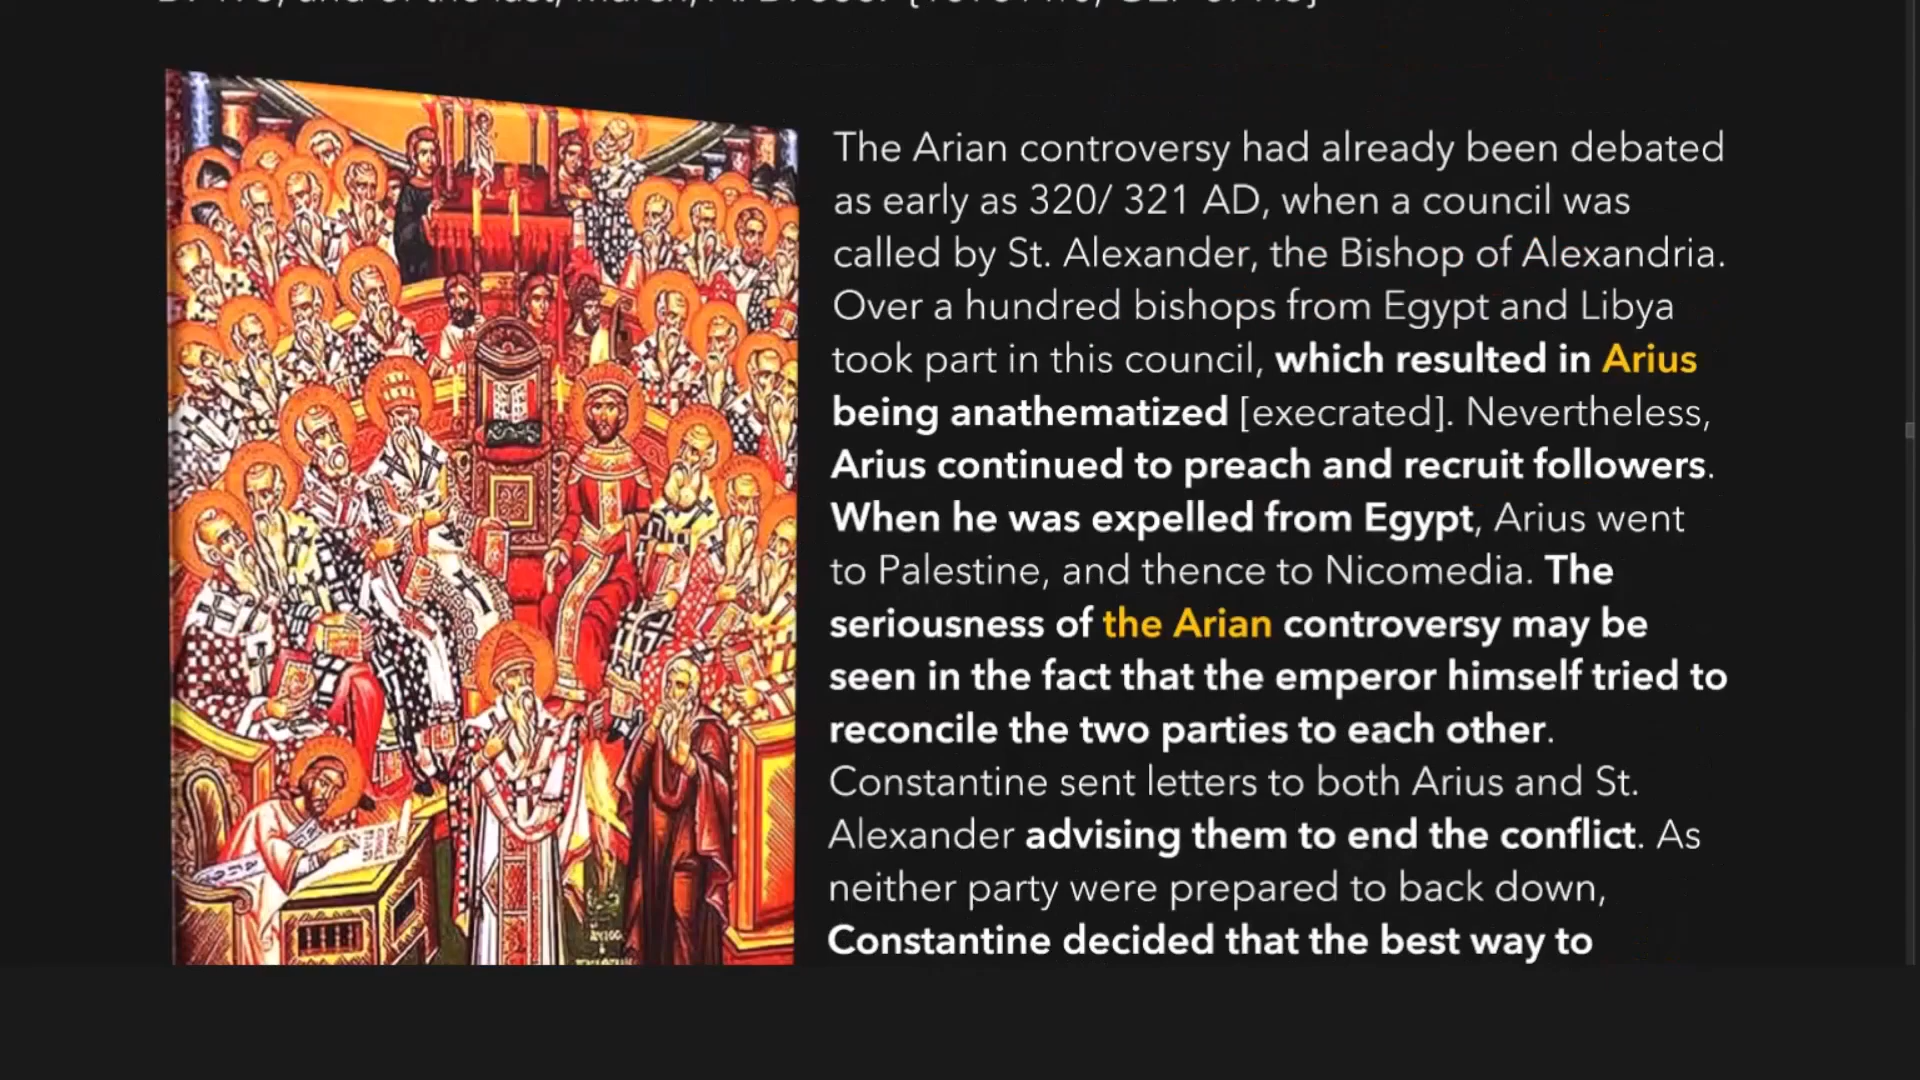 The Arian controversy had already been debated
as early as 320/ 321 AD, when a council was
called by St. Alexander, the Bishop of Alexandria.
Over a hundred bishops from Egypt and Libya
took part in this council, which resulted in Arius
being anathematized [execrated]. Nevertheless,
Arius continued to preach and recruit followers.
When he was expelled from Egypt, Arius went
to Palestine, and thence to Nicomedia. The
seriousness of the Arian controversy may be
seen in the fact that the emperor himself tried to
reconcile the two parties to each other.
Constantine sent letters to both Arius and St.
Alexander advising them to end the conflict. As
neither party were prepared to back down,
Constantine decided that the best way to